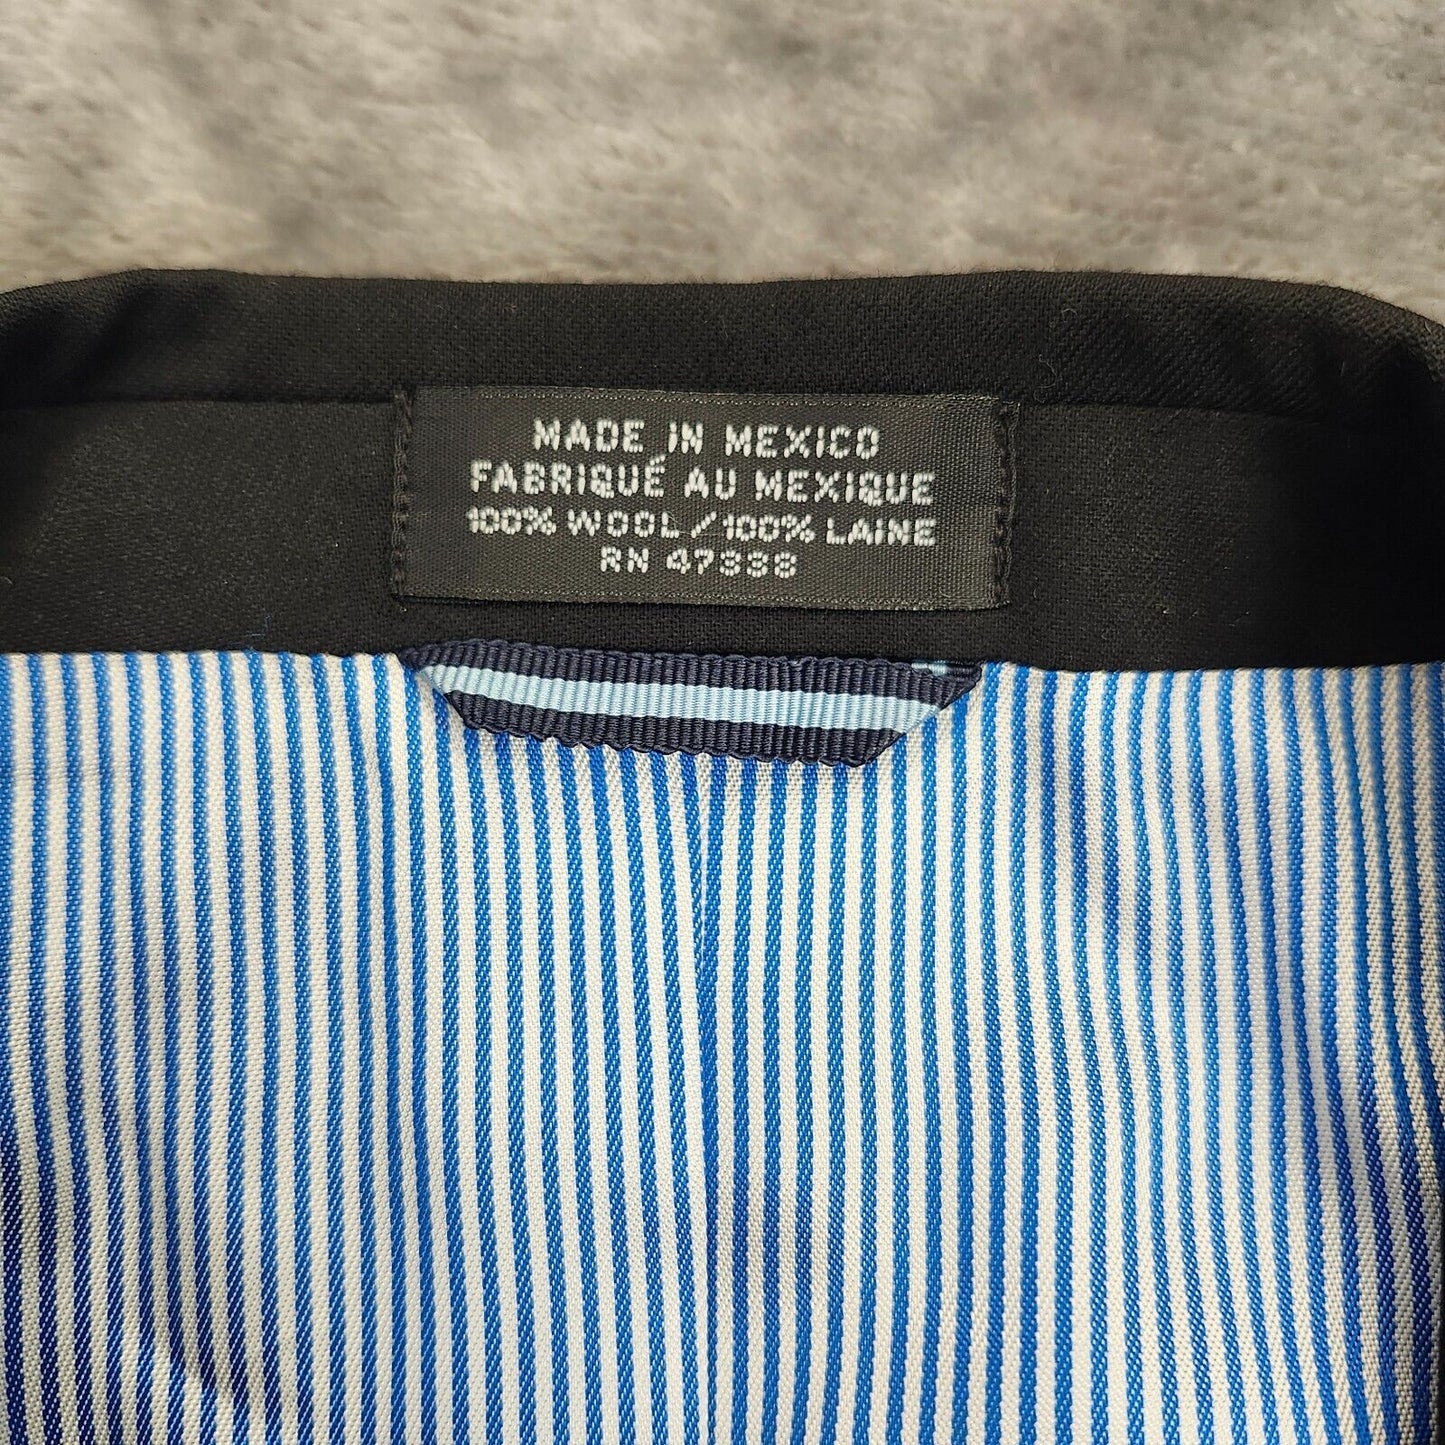 MADE IN MEXICO
FABRIQUÉ AU MEXIQUE
100% WOOL/100% LAINE
RN 47338